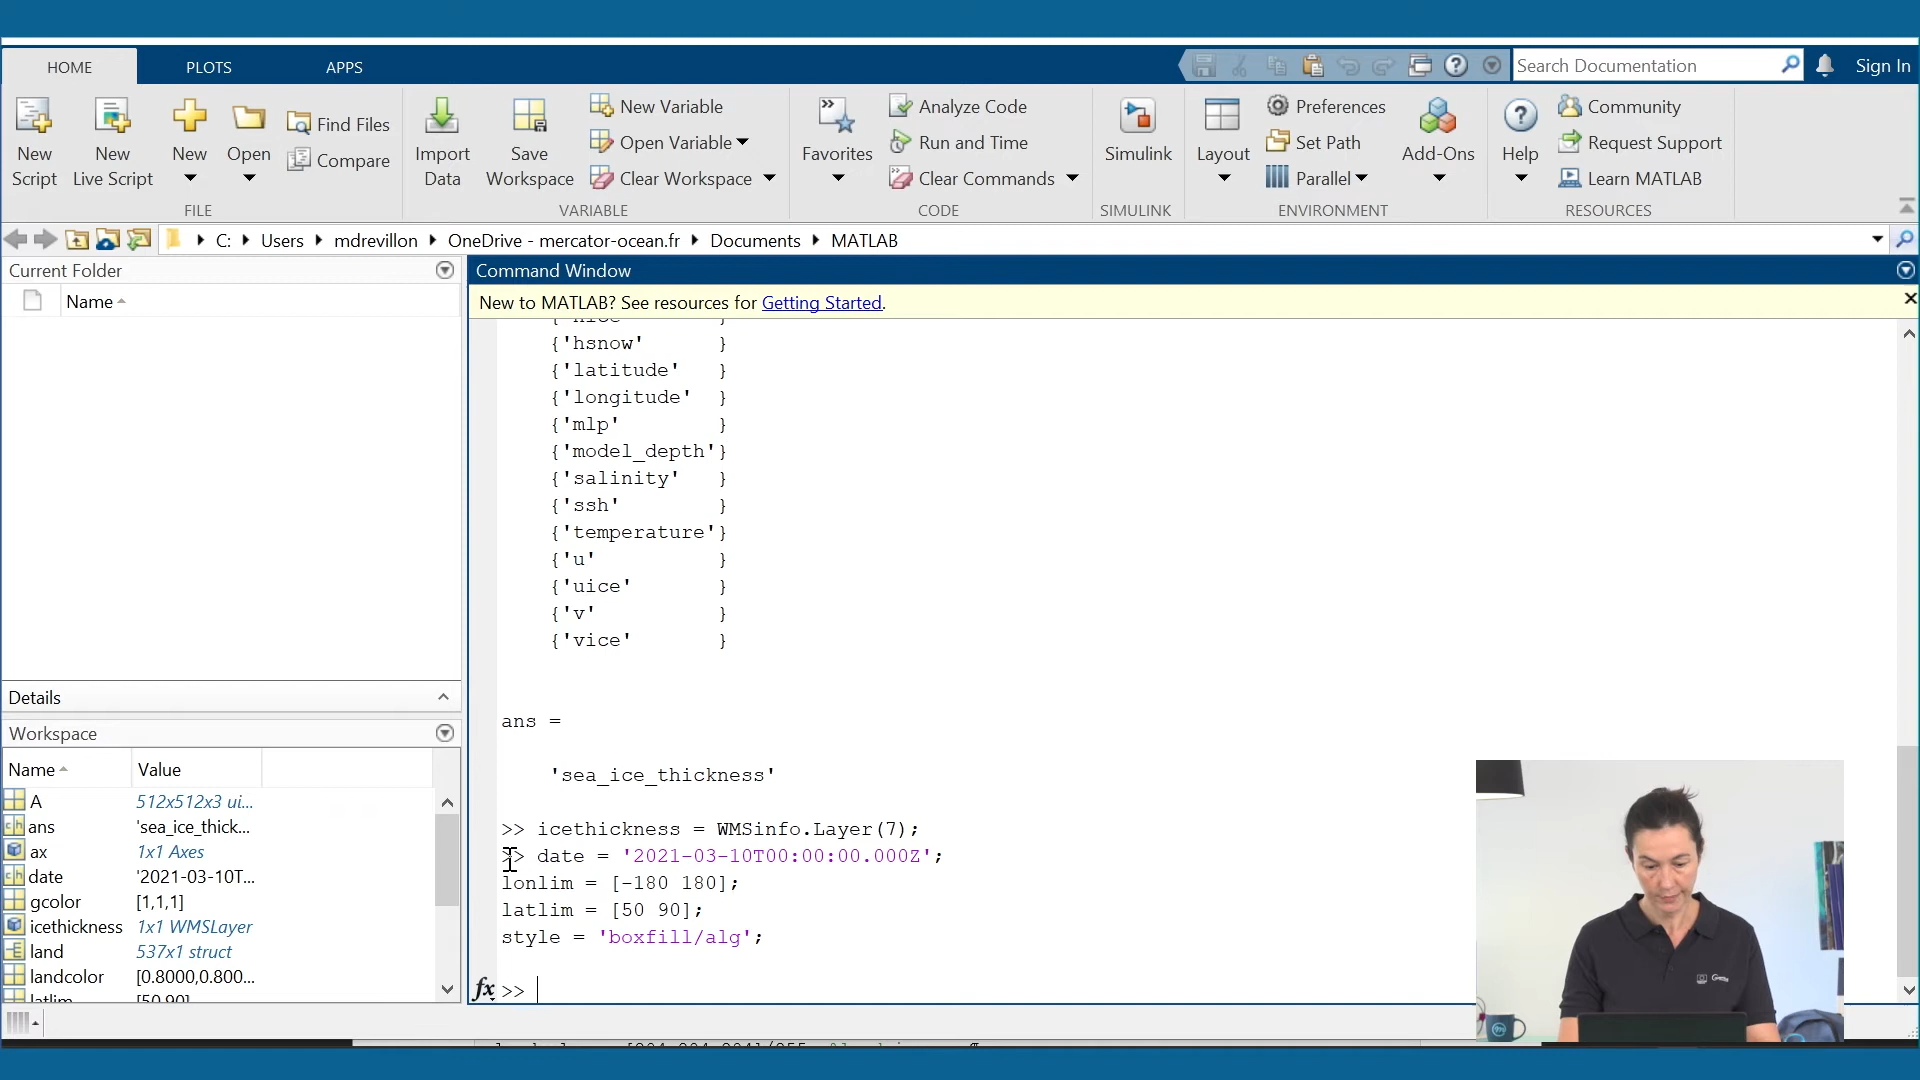 HOME PLOTS APPS
Search Documentation
Sign In
New Script
New Live Script
New
Open
Find Files
Compare
Import Data
Save Workspace
New Variable
Open Variable
Clear Workspace
Favorites
Analyze Code
Run and Time
Clear Commands
Simulink
Layout
Preferences
Set Path
Parallel
Add-Ons
Help
Community
Request Support
Learn MATLAB
FILE VARIABLE CODE SIMULINK ENVIRONMENT RESOURCES
C: Users mdrevillon OneDrive - mercator-ocean.fr Documents MATLAB
Current Folder
Name
Details
Workspace
Name Value
A 512x512x3 ui...
ans 'sea_ice_thick...
ax 1x1 Axes
date '2021-03-10T...
gcolor [1,1,1]
icethickness 1x1 WMSLayer
land 537x1 struct
landcolor [0.8000,0.800...
latlim [50,90]
Command Window
New to MATLAB? See resources for Getting Started.
{'hsnow' }
{'latitude' }
{'longitude' }
{'mlp' }
{'model_depth'}
{'salinity' }
{'ssh' }
{'temperature'}
{'u' }
{'uice' }
{'v' }
{'vice' }
ans =
'sea_ice_thickness'
>> icethickness = WMSinfo.Layer(7);
>> date = '2021-03-10T00:00:00.000Z';
lonlim = [-180 180];
latlim = [50 90];
style = 'boxfill/alg';
fx >>